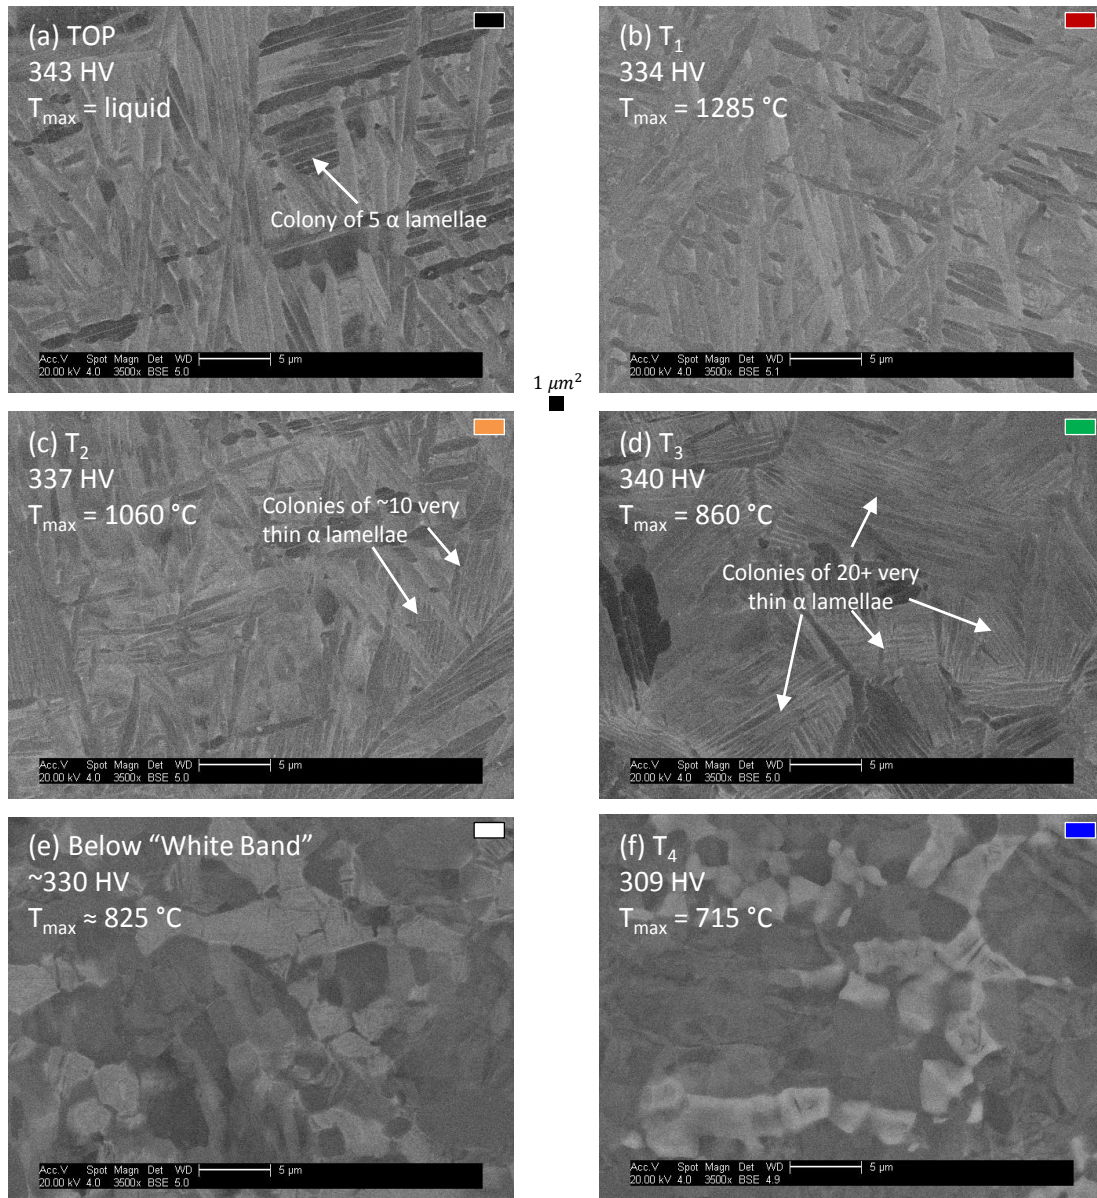 (a) TOP
343 HV
Tmax = liquid
Colony of 5 α lamellae
Acc.V Spot Magn Det WD 5 µm
20.00 kV 4.0 3500x BSE 5.0
(b) T1
334 HV
Tmax = 1285 °C
Acc.V Spot Magn Det WD 5 µm
20.00 kV 4.0 3500x BSE 5.1
1 µm²
(c) T2
337 HV
Tmax = 1060 °C
Colonies of ~10 very
thin α lamellae
Acc.V Spot Magn Det WD 5 µm
20.00 kV 4.0 3500x BSE 5.0
(d) T3
340 HV
Tmax = 860 °C
Colonies of 20+ very
thin α lamellae
Acc.V Spot Magn Det WD 5 µm
20.00 kV 4.0 3500x BSE 5.0
(e) Below “White Band”
~330 HV
Tmax ≈ 825 °C
Acc.V Spot Magn Det WD 5 µm
20.00 kV 4.0 3500x BSE 5.0
(f) T4
309 HV
Tmax = 715 °C
Acc.V Spot Magn Det WD 5 µm
20.00 kV 4.0 3500x BSE 4.9